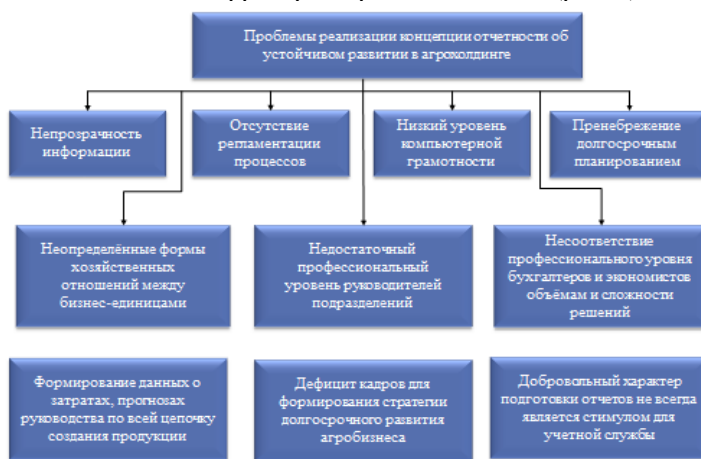 Проблемы реализации концепции отчетности об
устойчивом развитии в агрохолдинге
Непрозрачность
информации
Отсутствие
регламентации
процессов
Низкий уровень
компьютерной
грамотности
Пренебрежение
долгосрочным
планированием
Неопределённые формы
хозяйственных
отношений между
бизнес-единицами
Недостаточный
профессиональный
уровень руководителей
подразделений
Несоответствие
профессионального уровня
бухгалтеров и экономистов
объёмам и сложности
решений
Формирование данных о
затратах, прогнозах
руководства по всей цепочку
создания продукции
Дефицит кадров для
формирования стратегии
долгосрочного развития
агробизнеса
Добровольный характер
подготовки отчетов не всегда
является стимулом для
учетной службы